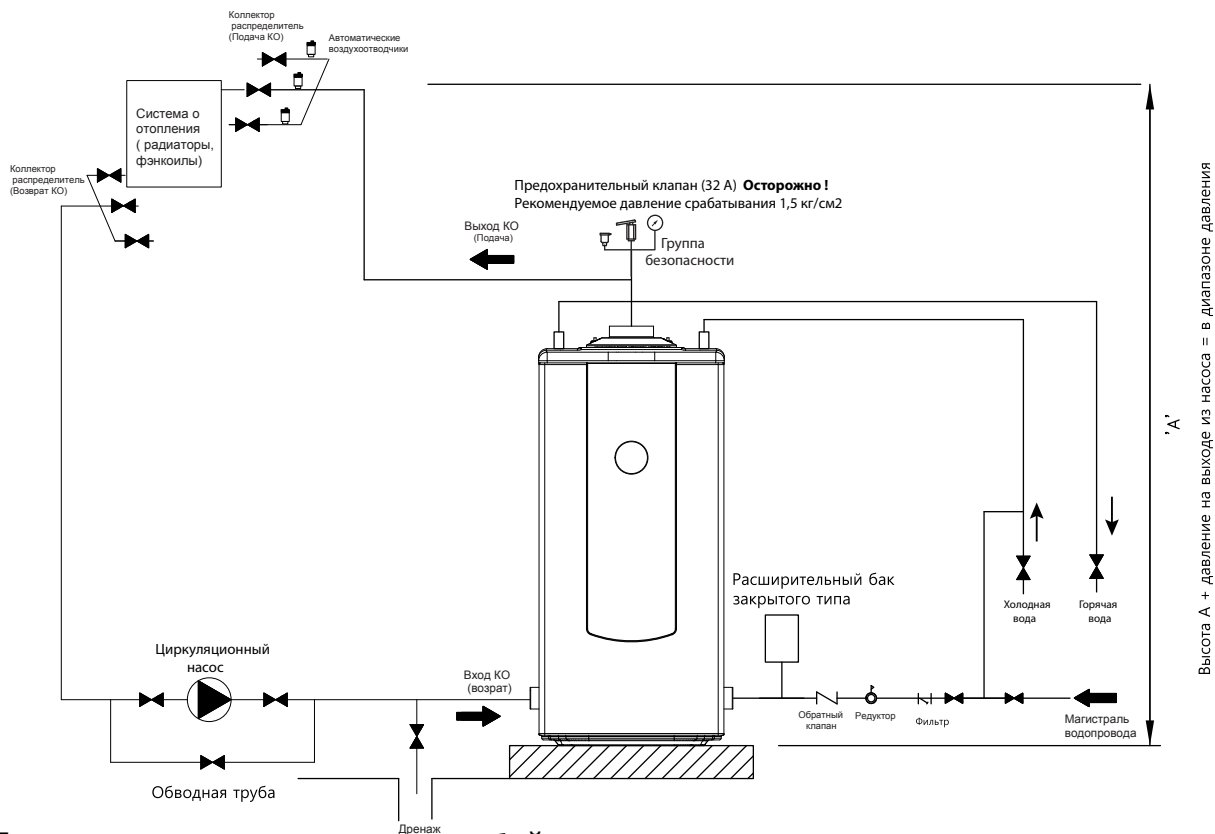 Коллектор
распределитель
(Подача КО)
Автоматические
воздухоотводчики
Система о
отопления
( радиаторы,
фэнкоилы)
Коллектор
распределитель
(Возврат КО)
Предохранительный клапан (32 А) Осторожно !
Рекомендуемое давление срабатывания 1,5 кг/см2
Выход КО
(Подача)
Группа
безопасности
'А'
Высота А + давление на выходе из насоса = в диапазоне давления
Расширительный бак
закрытого типа
Холодная
вода
Горячая
вода
Циркуляционный
насос
Вход КО
(возрат)
Обратный
клапан
Редуктор
Фильтр
Магистраль
водопровода
Обводная труба
Дренаж